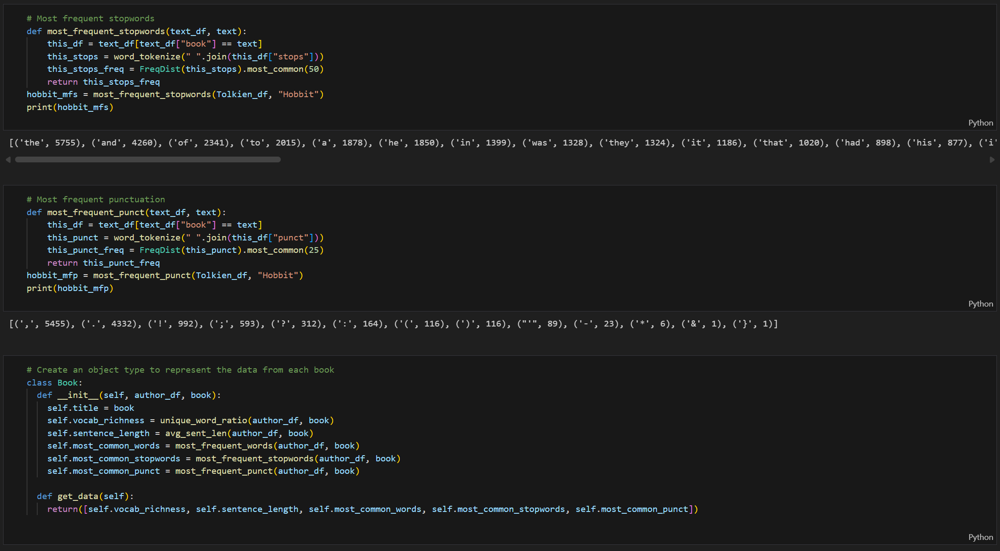 # Most frequent stopwords
def most_frequent_stopwords(text_df, text):
    this_df = text_df[text_df["book"] == text]
    this_stops = word_tokenize(" ".join(this_df["stops"]))
    this_stops_freq = FreqDist(this_stops).most_common(50)
    return this_stops_freq
hobbit_mfs = most_frequent_stopwords(Tolkien_df, "Hobbit")
print(hobbit_mfs)
Python
[('the', 5755), ('and', 4260), ('of', 2341), ('to', 2015), ('a', 1878), ('he', 1850), ('in', 1399), ('was', 1328), ('they', 1324), ('it', 1186), ('that', 1020), ('had', 898), ('his', 877), ('i'
# Most frequent punctuation
def most_frequent_punct(text_df, text):
    this_df = text_df[text_df["book"] == text]
    this_punct = word_tokenize(" ".join(this_df["punct"]))
    this_punct_freq = FreqDist(this_punct).most_common(25)
    return this_punct_freq
hobbit_mfp = most_frequent_punct(Tolkien_df, "Hobbit")
print(hobbit_mfp)
Python
[(',', 5455), ('.', 4332), ('!', 992), (';', 593), ('?', 312), (':', 164), ('(', 116), (')', 116), ("'", 89), ('-', 23), ('*', 6), ('&', 1), ('}', 1)]
# Create an object type to represent the data from each book
class Book:
  def __init__(self, author_df, book):
    self.title = book
    self.vocab_richness = unique_word_ratio(author_df, book)
    self.sentence_length = avg_sent_len(author_df, book)
    self.most_common_words = most_frequent_words(author_df, book)
    self.most_common_stopwords = most_frequent_stopwords(author_df, book)
    self.most_common_punct = most_frequent_punct(author_df, book)
  def get_data(self):
    return([self.vocab_richness, self.sentence_length, self.most_common_words, self.most_common_stopwords, self.most_common_punct])
Python